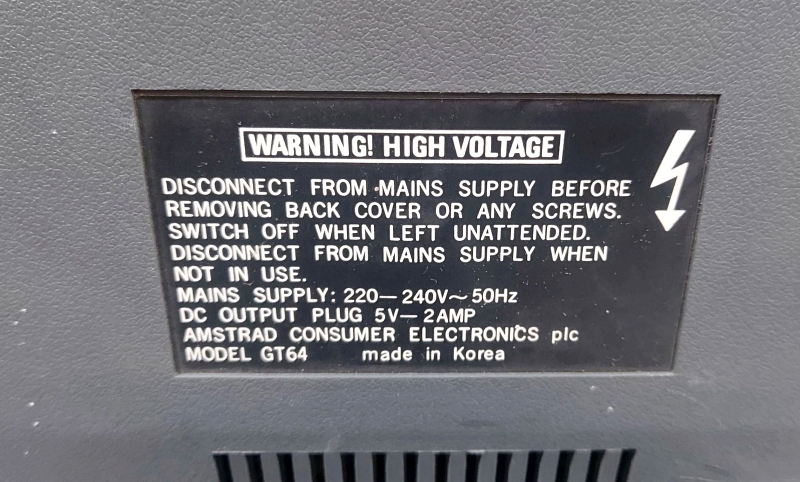 WARNING! HIGH VOLTAGE
DISCONNECT FROM MAINS SUPPLY BEFORE
REMOVING BACK COVER OR ANY SCREWS.
SWITCH OFF WHEN LEFT UNATTENDED.
DISCONNECT FROM MAINS SUPPLY WHEN
NOT IN USE.
MAINS SUPPLY: 220—240V~50Hz
DC OUTPUT PLUG 5V—2AMP
AMSTRAD CONSUMER ELECTRONICS plc
MODEL GT64 made in Korea